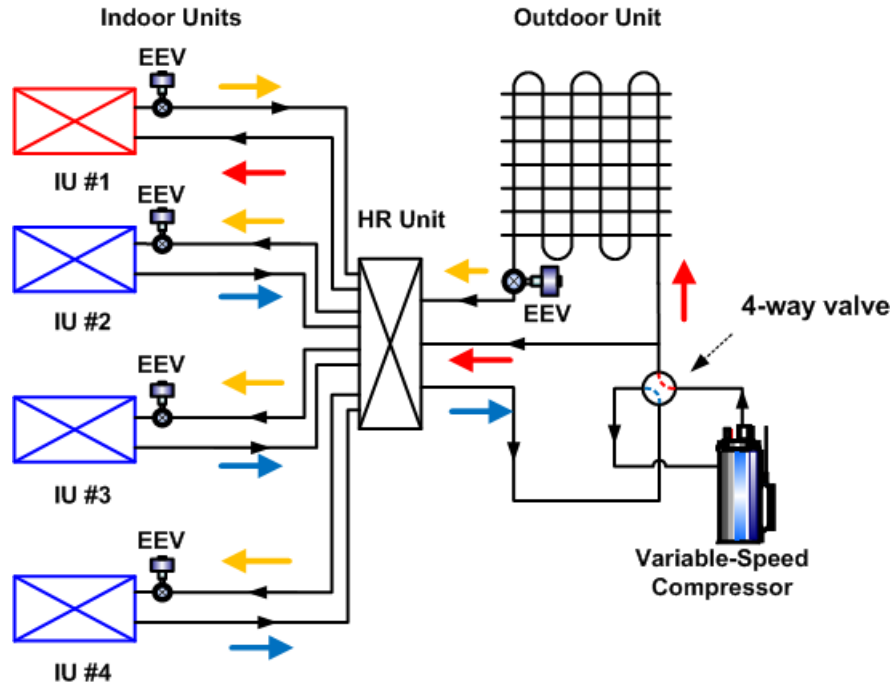 Indoor Units
Outdoor Unit
EEV
IU #1
EEV
HR Unit
IU #2
EEV
4-way valve
EEV
IU #3
EEV
Variable-Speed
Compressor
IU #4